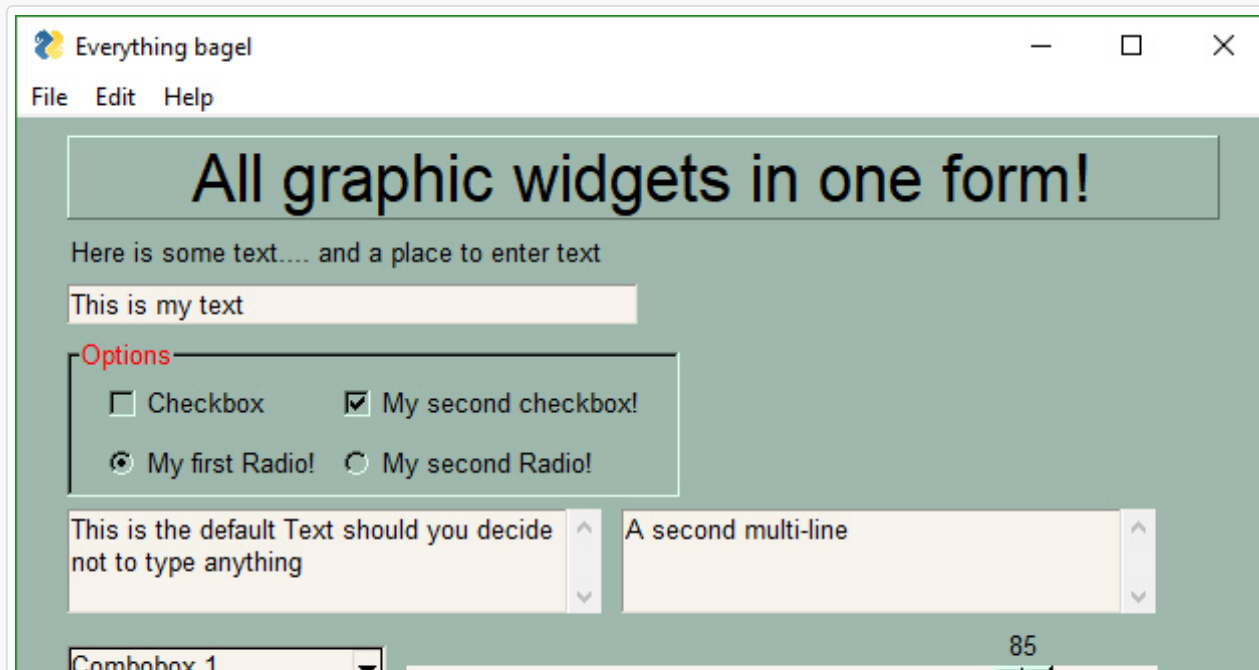 Everything bagel
File Edit Help
All graphic widgets in one form!
Here is some text.... and a place to enter text
This is my text
Options
Checkbox My second checkbox!
My first Radio! My second Radio!
This is the default Text should you decide
not to type anything
A second multi-line
85
Combobox 1